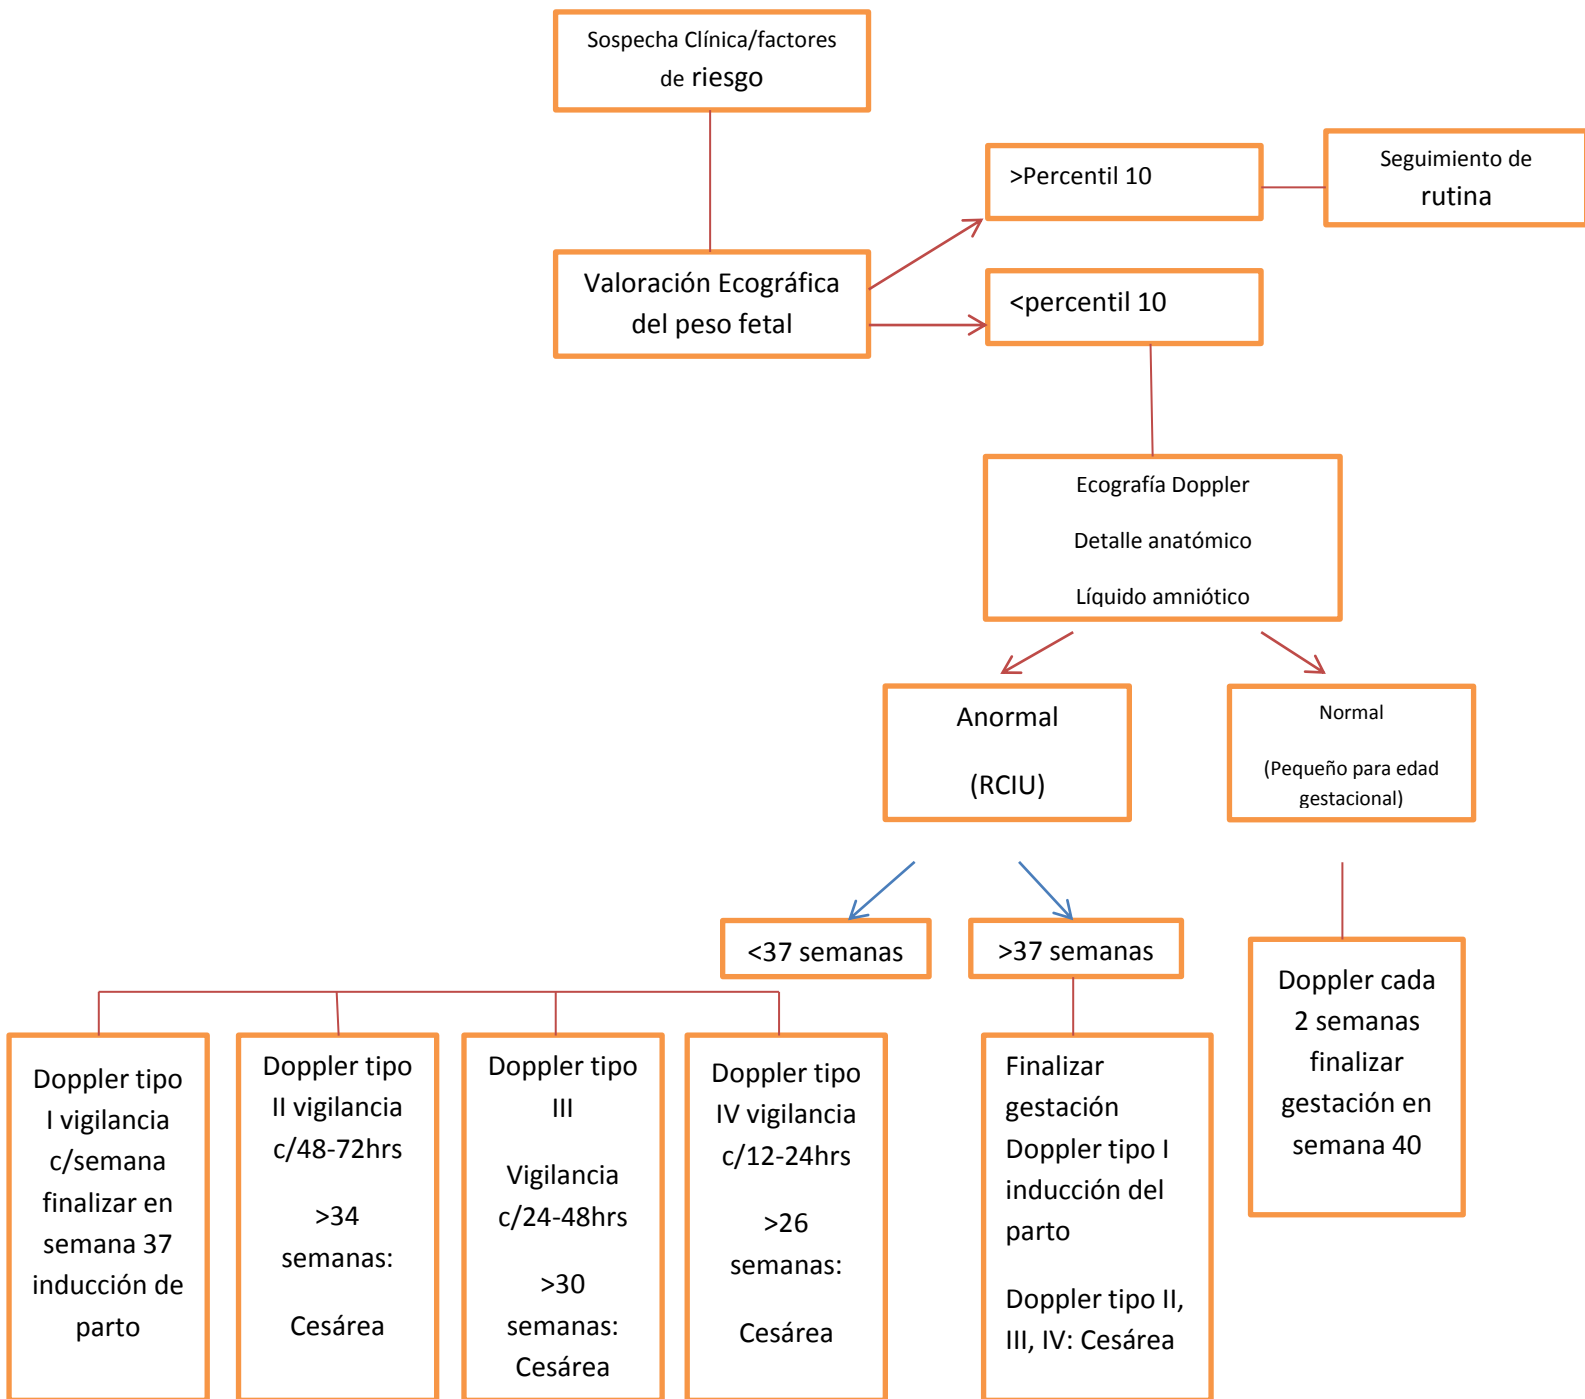 Sospecha Clínica/factores
de riesgo
>Percentil 10
Seguimiento de
rutina
Valoración Ecográfica
del peso fetal
<percentil 10
Ecografía Doppler
Detalle anatómico
Líquido amniótico
Anormal
(RCIU)
Normal
(Pequeño para edad
gestacional)
<37 semanas
>37 semanas
Doppler cada
2 semanas
finalizar
gestación en
semana 40
Doppler tipo
I vigilancia
c/semana
finalizar en
semana 37
inducción de
parto
Doppler tipo
II vigilancia
c/48-72hrs
>34
semanas:
Cesárea
Doppler tipo
III
Vigilancia
c/24-48hrs
>30
semanas:
Cesárea
Doppler tipo
IV vigilancia
c/12-24hrs
>26
semanas:
Cesárea
Finalizar
gestación
Doppler tipo I
inducción del
parto
Doppler tipo II,
III, IV: Cesárea